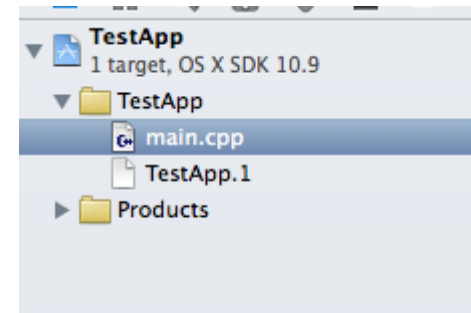 TestApp
1 target, OS X SDK 10.9
TestApp
main.cpp
TestApp.1
Products